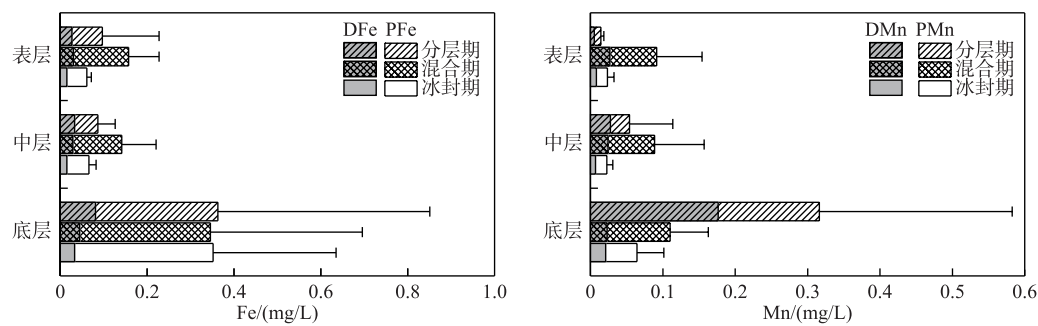 DFe PFe
分层期
混合期
冰封期
表层
中层
底层
0 0.2 0.4 0.6 0.8 1.0
Fe/(mg/L)
DMn PMn
分层期
混合期
冰封期
表层
中层
底层
0 0.1 0.2 0.3 0.4 0.5 0.6
Mn/(mg/L)